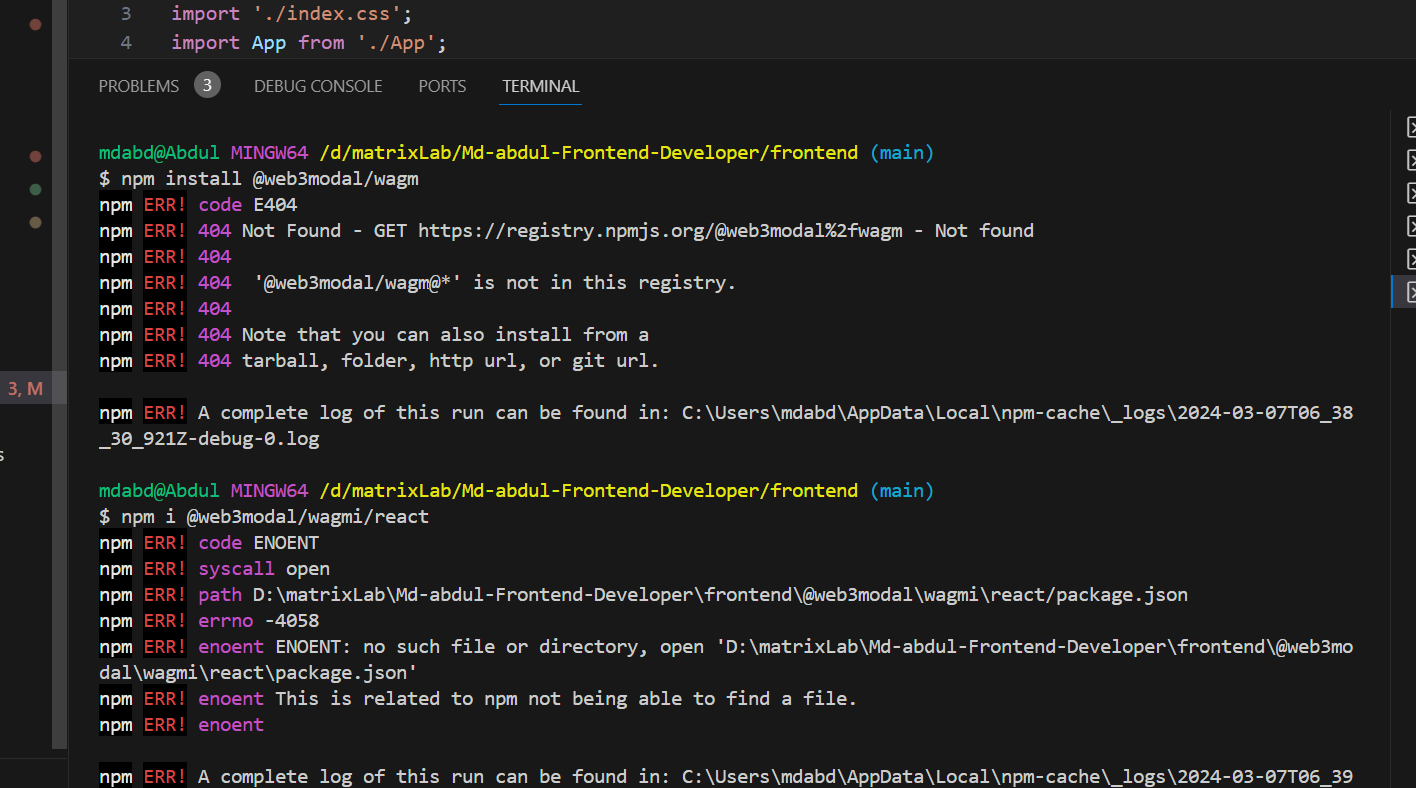 3 import './index.css';
4 import App from './App';
PROBLEMS 3 DEBUG CONSOLE PORTS TERMINAL
mdabd@Abdul MINGW64 /d/matrixLab/Md-abdul-Frontend-Developer/frontend (main)
$ npm install @web3modal/wagm
npm ERR! code E404
npm ERR! 404 Not Found - GET https://registry.npmjs.org/@web3modal%2fwagm - Not found
npm ERR! 404
npm ERR! 404  '@web3modal/wagm@*' is not in this registry.
npm ERR! 404
npm ERR! 404 Note that you can also install from a
npm ERR! 404 tarball, folder, http url, or git url.
npm ERR! A complete log of this run can be found in: C:\Users\mdabd\AppData\Local\npm-cache\_logs\2024-03-07T06_38
_30_921Z-debug-0.log
3, M
s
mdabd@Abdul MINGW64 /d/matrixLab/Md-abdul-Frontend-Developer/frontend (main)
$ npm i @web3modal/wagmi/react
npm ERR! code ENOENT
npm ERR! syscall open
npm ERR! path D:\matrixLab\Md-abdul-Frontend-Developer\frontend\@web3modal\wagmi\react/package.json
npm ERR! errno -4058
npm ERR! enoent ENOENT: no such file or directory, open 'D:\matrixLab\Md-abdul-Frontend-Developer\frontend\@web3mo
dal\wagmi\react\package.json'
npm ERR! enoent This is related to npm not being able to find a file.
npm ERR! enoent
npm ERR! A complete log of this run can be found in: C:\Users\mdabd\AppData\Local\npm-cache\_logs\2024-03-07T06_39